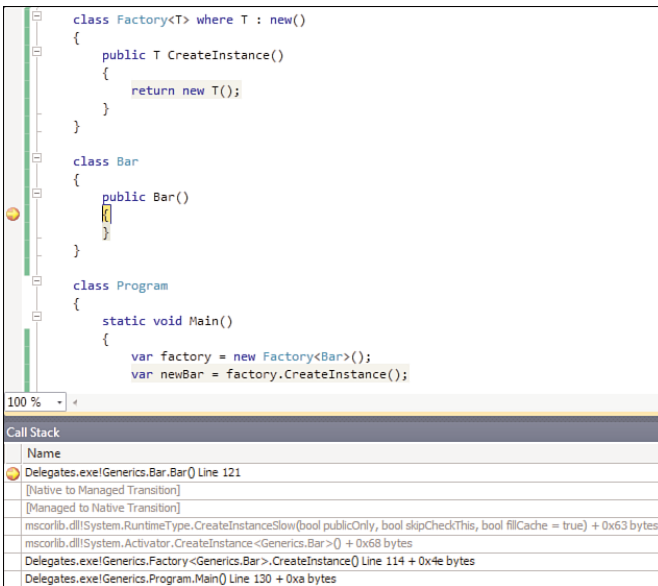 class Factory<T> where T : new()
{
public T CreateInstance()
{
return new T();
}
}
class Bar
{
public Bar()
{
}
}
class Program
{
static void Main()
{
var factory = new Factory<Bar>();
var newBar = factory.CreateInstance();
100 %
Call Stack
Name
Delegates.exe!Generics.Bar.Bar() Line 121
[Native to Managed Transition]
[Managed to Native Transition]
mscorlib.dll!System.RuntimeType.CreateInstanceSlow(bool publicOnly, bool skipCheckThis, bool fillCache = true) + 0x63 bytes
mscorlib.dll!System.Activator.CreateInstance<Generics.Bar>() + 0x68 bytes
Delegates.exe!Generics.Factory<Generics.Bar>.CreateInstance() Line 114 + 0x4e bytes
Delegates.exe!Generics.Program.Main() Line 130 + 0xa bytes